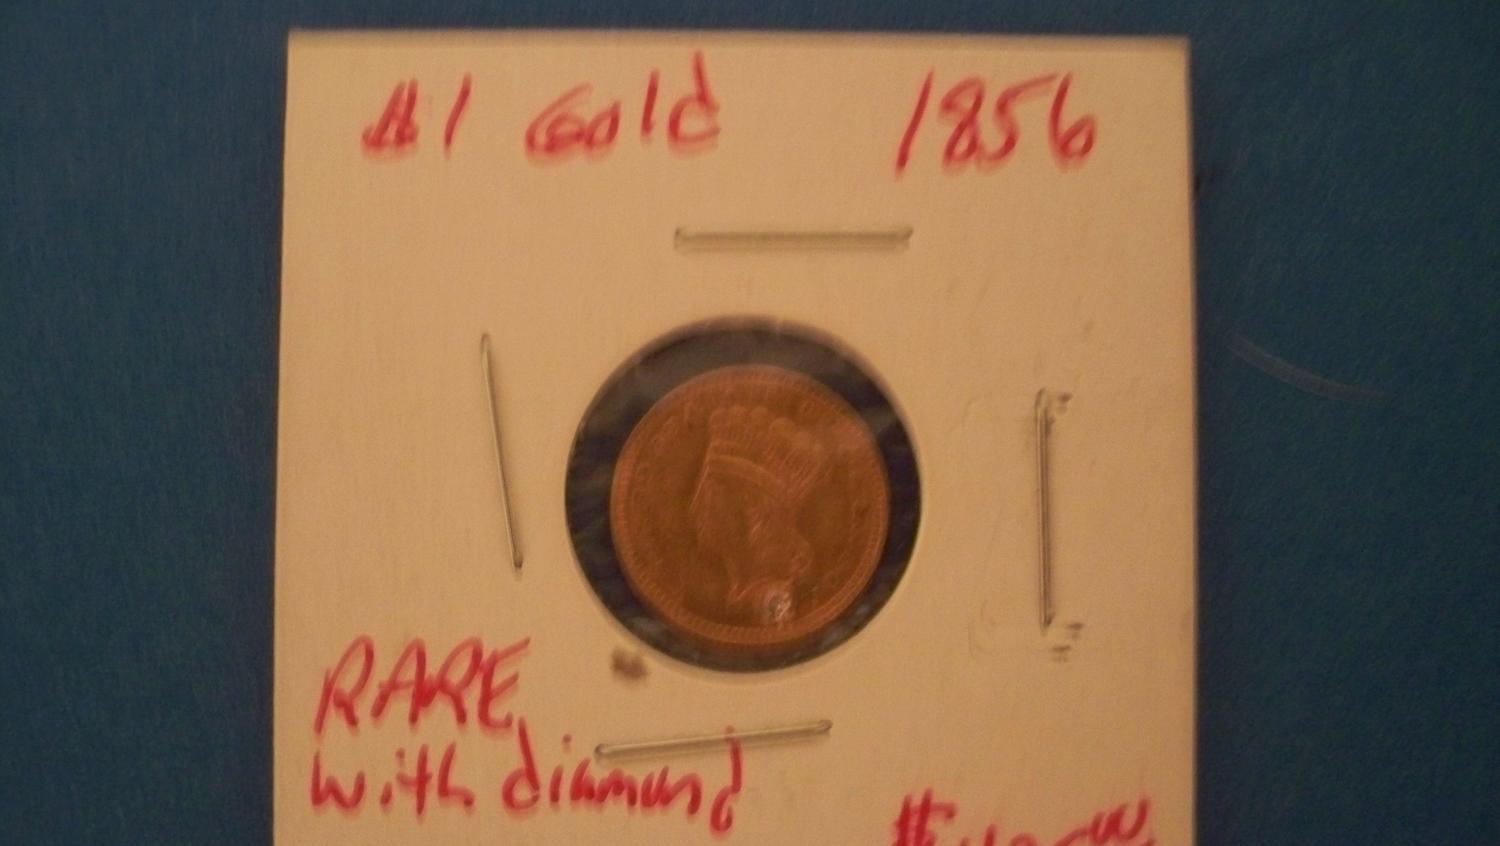 $1 Gold 1856
RARE
with diamond